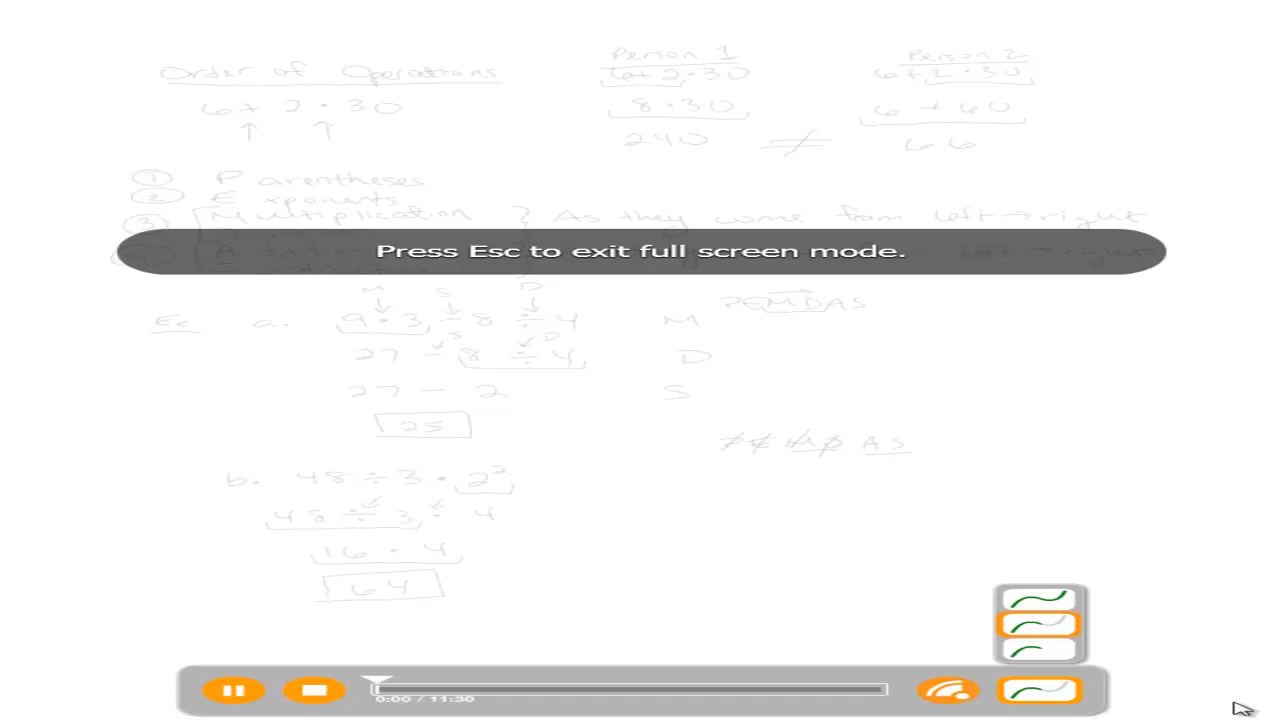 Order of Operations
Person 1
Person 2
6 + 2 · 30
6 + 2 · 30
6 + 2 · 30
8 · 30
6 + 60
240 ≠ 66
① Parentheses
② Exponents
③ Multiplication } As they come from left → right
Press Esc to exit full screen mode.
M S D
Ex a. 9 · 3 − 8 ÷ 4 M
PEMDAS
S D
27 − 8 ÷ 4 D
27 − 2 S
25
PEMD AS
b. 48 ÷ 3 · 2²
48 ÷ 3 · 4
16 · 4
64
0:00 / 11:30